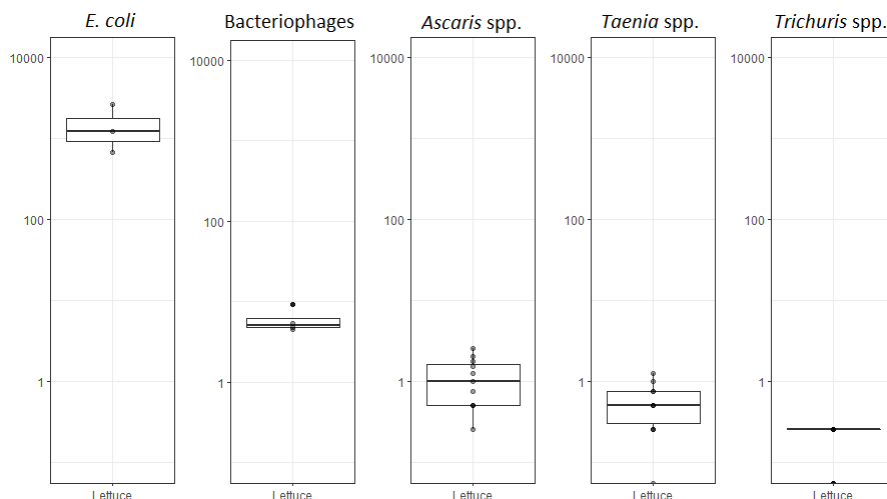 E. coli
Bacteriophages
Ascaris spp.
Taenia spp.
Trichuris spp.
10000
100
1
Lettuce
10000
100
1
Lettuce
10000
100
1
Lettuce
10000
100
1
Lettuce
10000
100
1
Lettuce